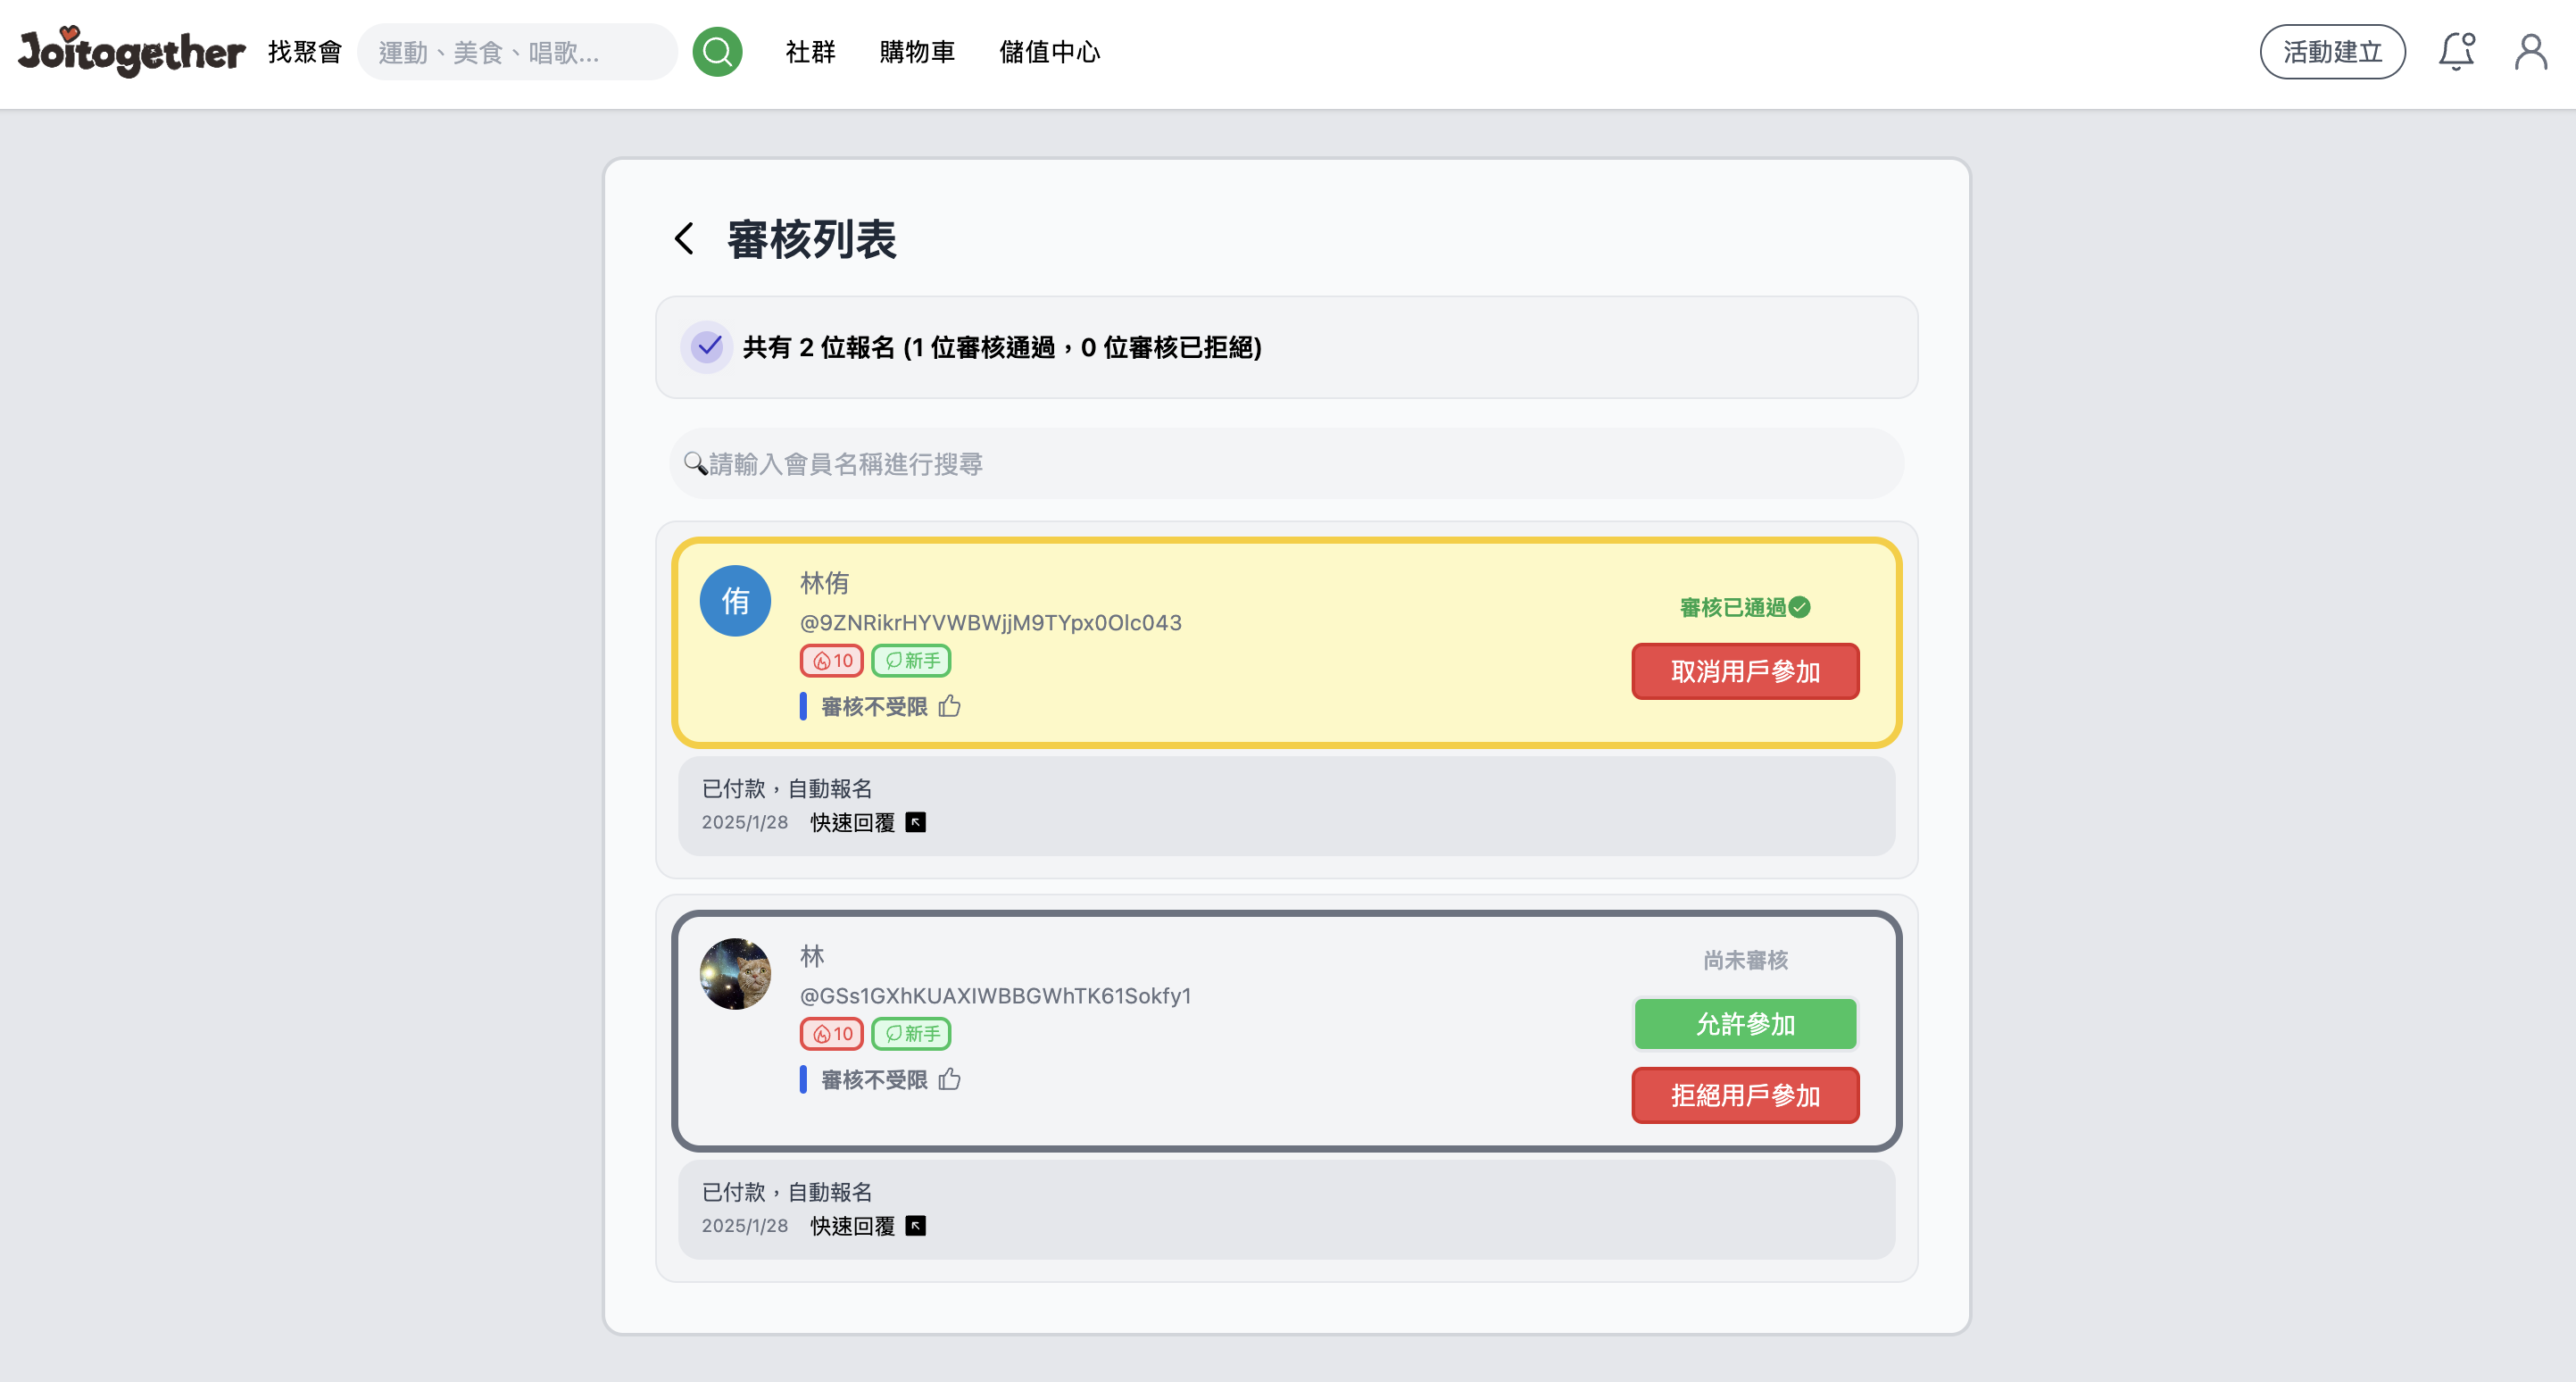 Joitogether 找聚會 運動、美食、唱歌... 社群 購物車 儲值中心 活動建立
審核列表
共有 2 位報名 (1 位審核通過，0 位審核已拒絕)
🔍請輸入會員名稱進行搜尋
侑
林侑
@9ZNRikrHYVWBWjjM9TYpx0Olc043
10 新手
審核不受限
審核已通過
取消用戶參加
已付款，自動報名
2025/1/28 快速回覆
林
@GSs1GXhKUAXIWBBGWhTK61Sokfy1
10 新手
審核不受限
尚未審核
允許參加
拒絕用戶參加
已付款，自動報名
2025/1/28 快速回覆